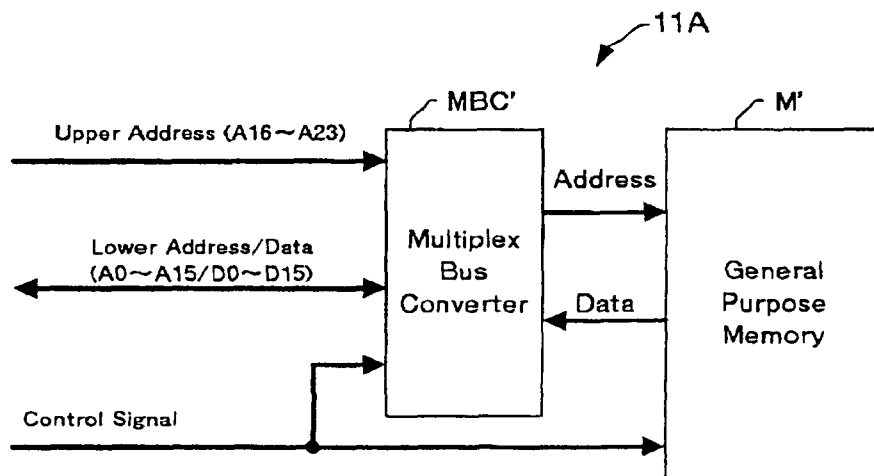 11A
MBC'
M'
Upper Address (A16～A23)
Address
Lower Address/Data
(A0～A15/D0～D15)
Multiplex
Bus
Converter
General
Purpose
Memory
Data
Control Signal